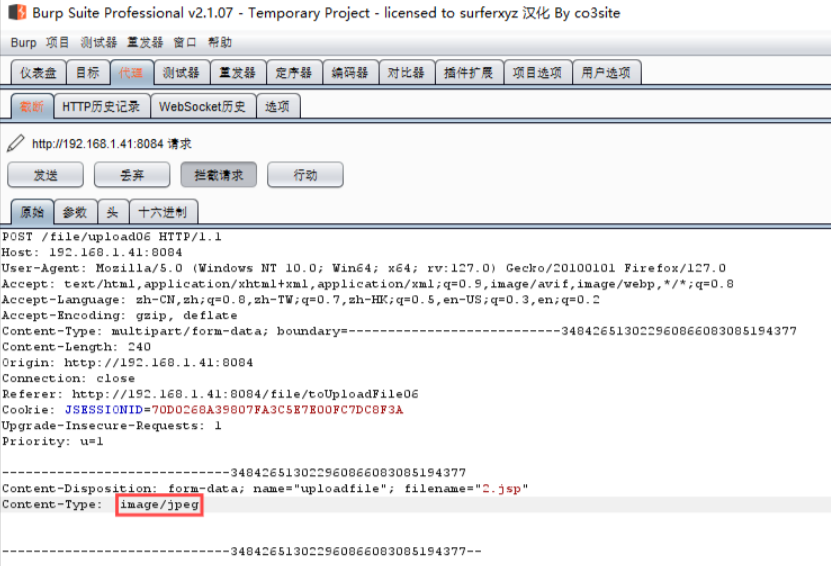 Burp Suite Professional v2.1.07 - Temporary Project - licensed to surferxyz 汉化 By co3site
Burp 项目 测试器 重发器 窗口 帮助
仪表盘 目标 代理 测试器 重发器 定序器 编码器 对比器 插件扩展 项目选项 用户选项
截断 HTTP历史记录 WebSocket历史 选项
http://192.168.1.41:8084 请求
发送 丢弃 拦截请求 行动
原始 参数 头 十六进制
POST /file/upload06 HTTP/1.1
Host: 192.168.1.41:8084
User-Agent: Mozilla/5.0 (Windows NT 10.0; Win64; x64; rv:127.0) Gecko/20100101 Firefox/127.0
Accept: text/html,application/xhtml+xml,application/xml;q=0.9,image/avif,image/webp,*/*;q=0.8
Accept-Language: zh-CN,zh;q=0.8,zh-TW;q=0.7,zh-HK;q=0.5,en-US;q=0.3,en;q=0.2
Accept-Encoding: gzip, deflate
Content-Type: multipart/form-data; boundary=---------------------------348426513022960866083085194377
Content-Length: 240
Origin: http://192.168.1.41:8084
Connection: close
Referer: http://192.168.1.41:8084/file/toUploadFile06
Cookie: JSESSIONID=70D0268A39807FA3C5E7E00FC7DC8F3A
Upgrade-Insecure-Requests: 1
Priority: u=1
-----------------------------348426513022960866083085194377
Content-Disposition: form-data; name="uploadfile"; filename="2.jsp"
Content-Type: image/jpeg
-----------------------------348426513022960866083085194377--